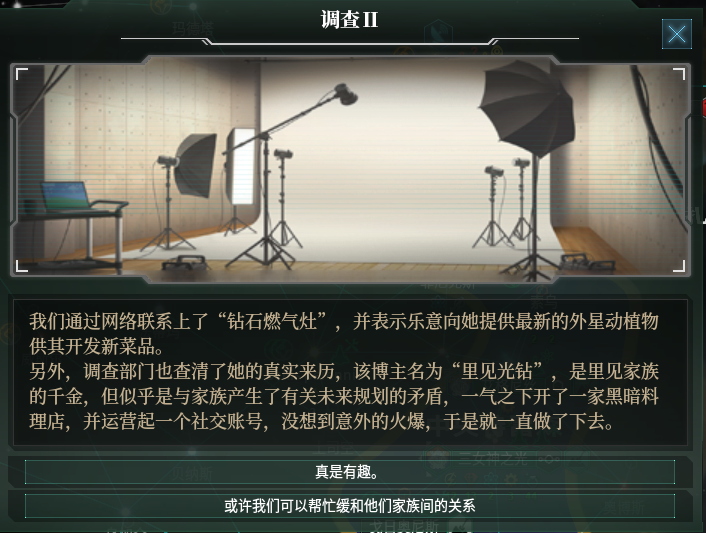 调查 II
我们通过网络联系上了“钻石燃气灶”，并表示乐意向她提供最新的外星动植物
供其开发新菜品。
另外，调查部门也查清了她的真实来历，该博主名为“里见光钻”，是里见家族
的千金，但似乎是与家族产生了有关未来规划的矛盾，一气之下开了一家黑暗料
理店，并运营起一个社交账号，没想到意外的火爆，于是就一直做了下去。
真是有趣。
或许我们可以帮忙缓和他们家族间的关系